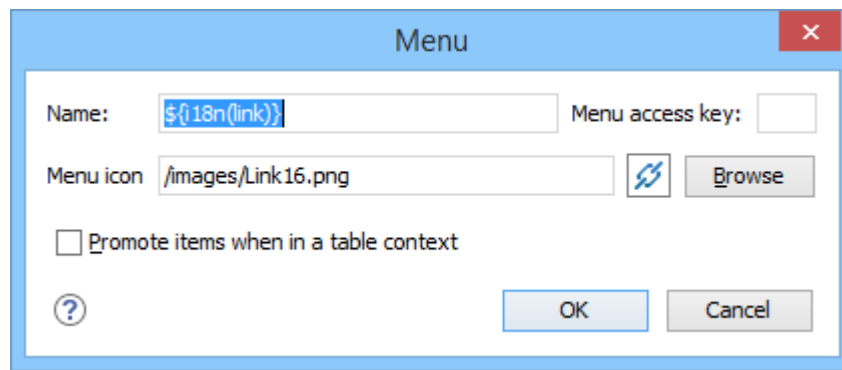 Menu
Name: ${i18n(link)} Menu access key:
Menu icon /images/Link16.png Browse
Promote items when in a table context
? OK Cancel